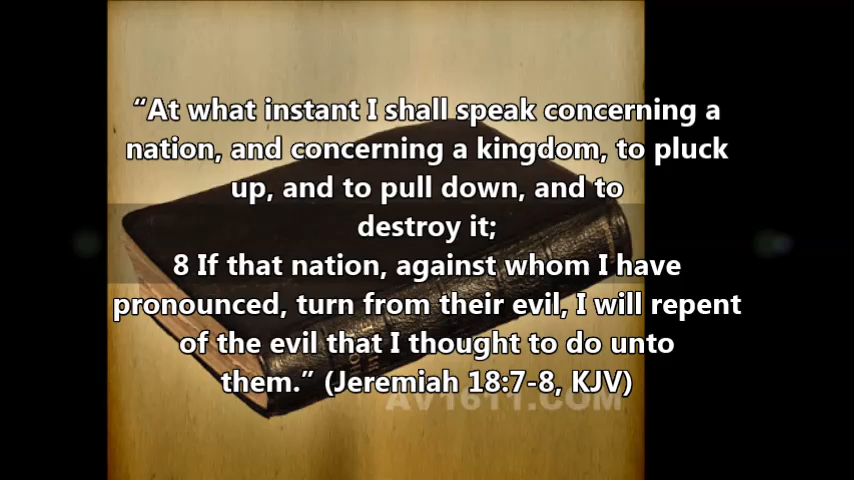 “At what instant I shall speak concerning a
nation, and concerning a kingdom, to pluck
up, and to pull down, and to
destroy it;
8 If that nation, against whom I have
pronounced, turn from their evil, I will repent
of the evil that I thought to do unto
them.” (Jeremiah 18:7-8, KJV)
AV1611.COM